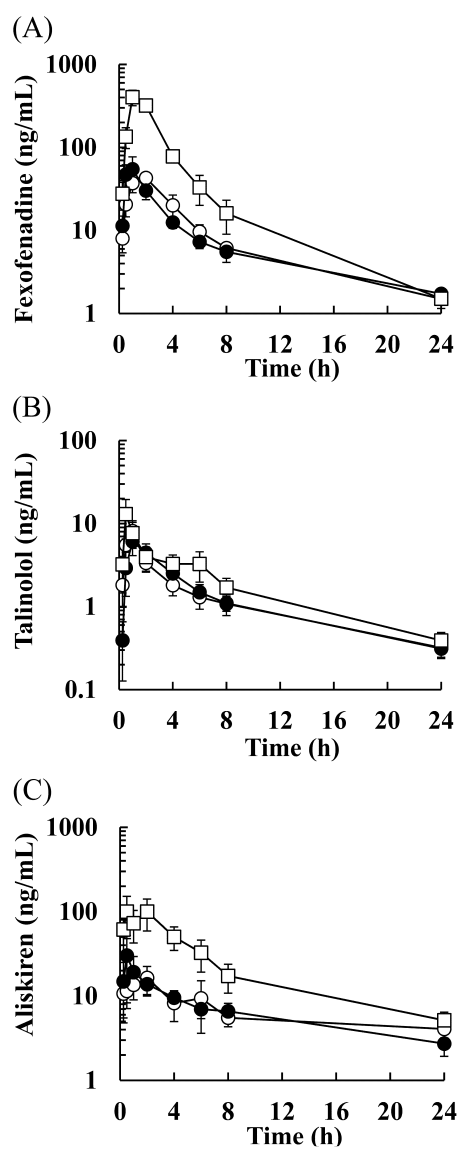 (A)
Fexofenadine (ng/mL)
1000
100
10
1
0 4 8 12 16 20 24
Time (h)
(B)
Talinolol (ng/mL)
100
10
1
0.1
0 4 8 12 16 20 24
Time (h)
(C)
Aliskiren (ng/mL)
1000
100
10
1
0 4 8 12 16 20 24
Time (h)